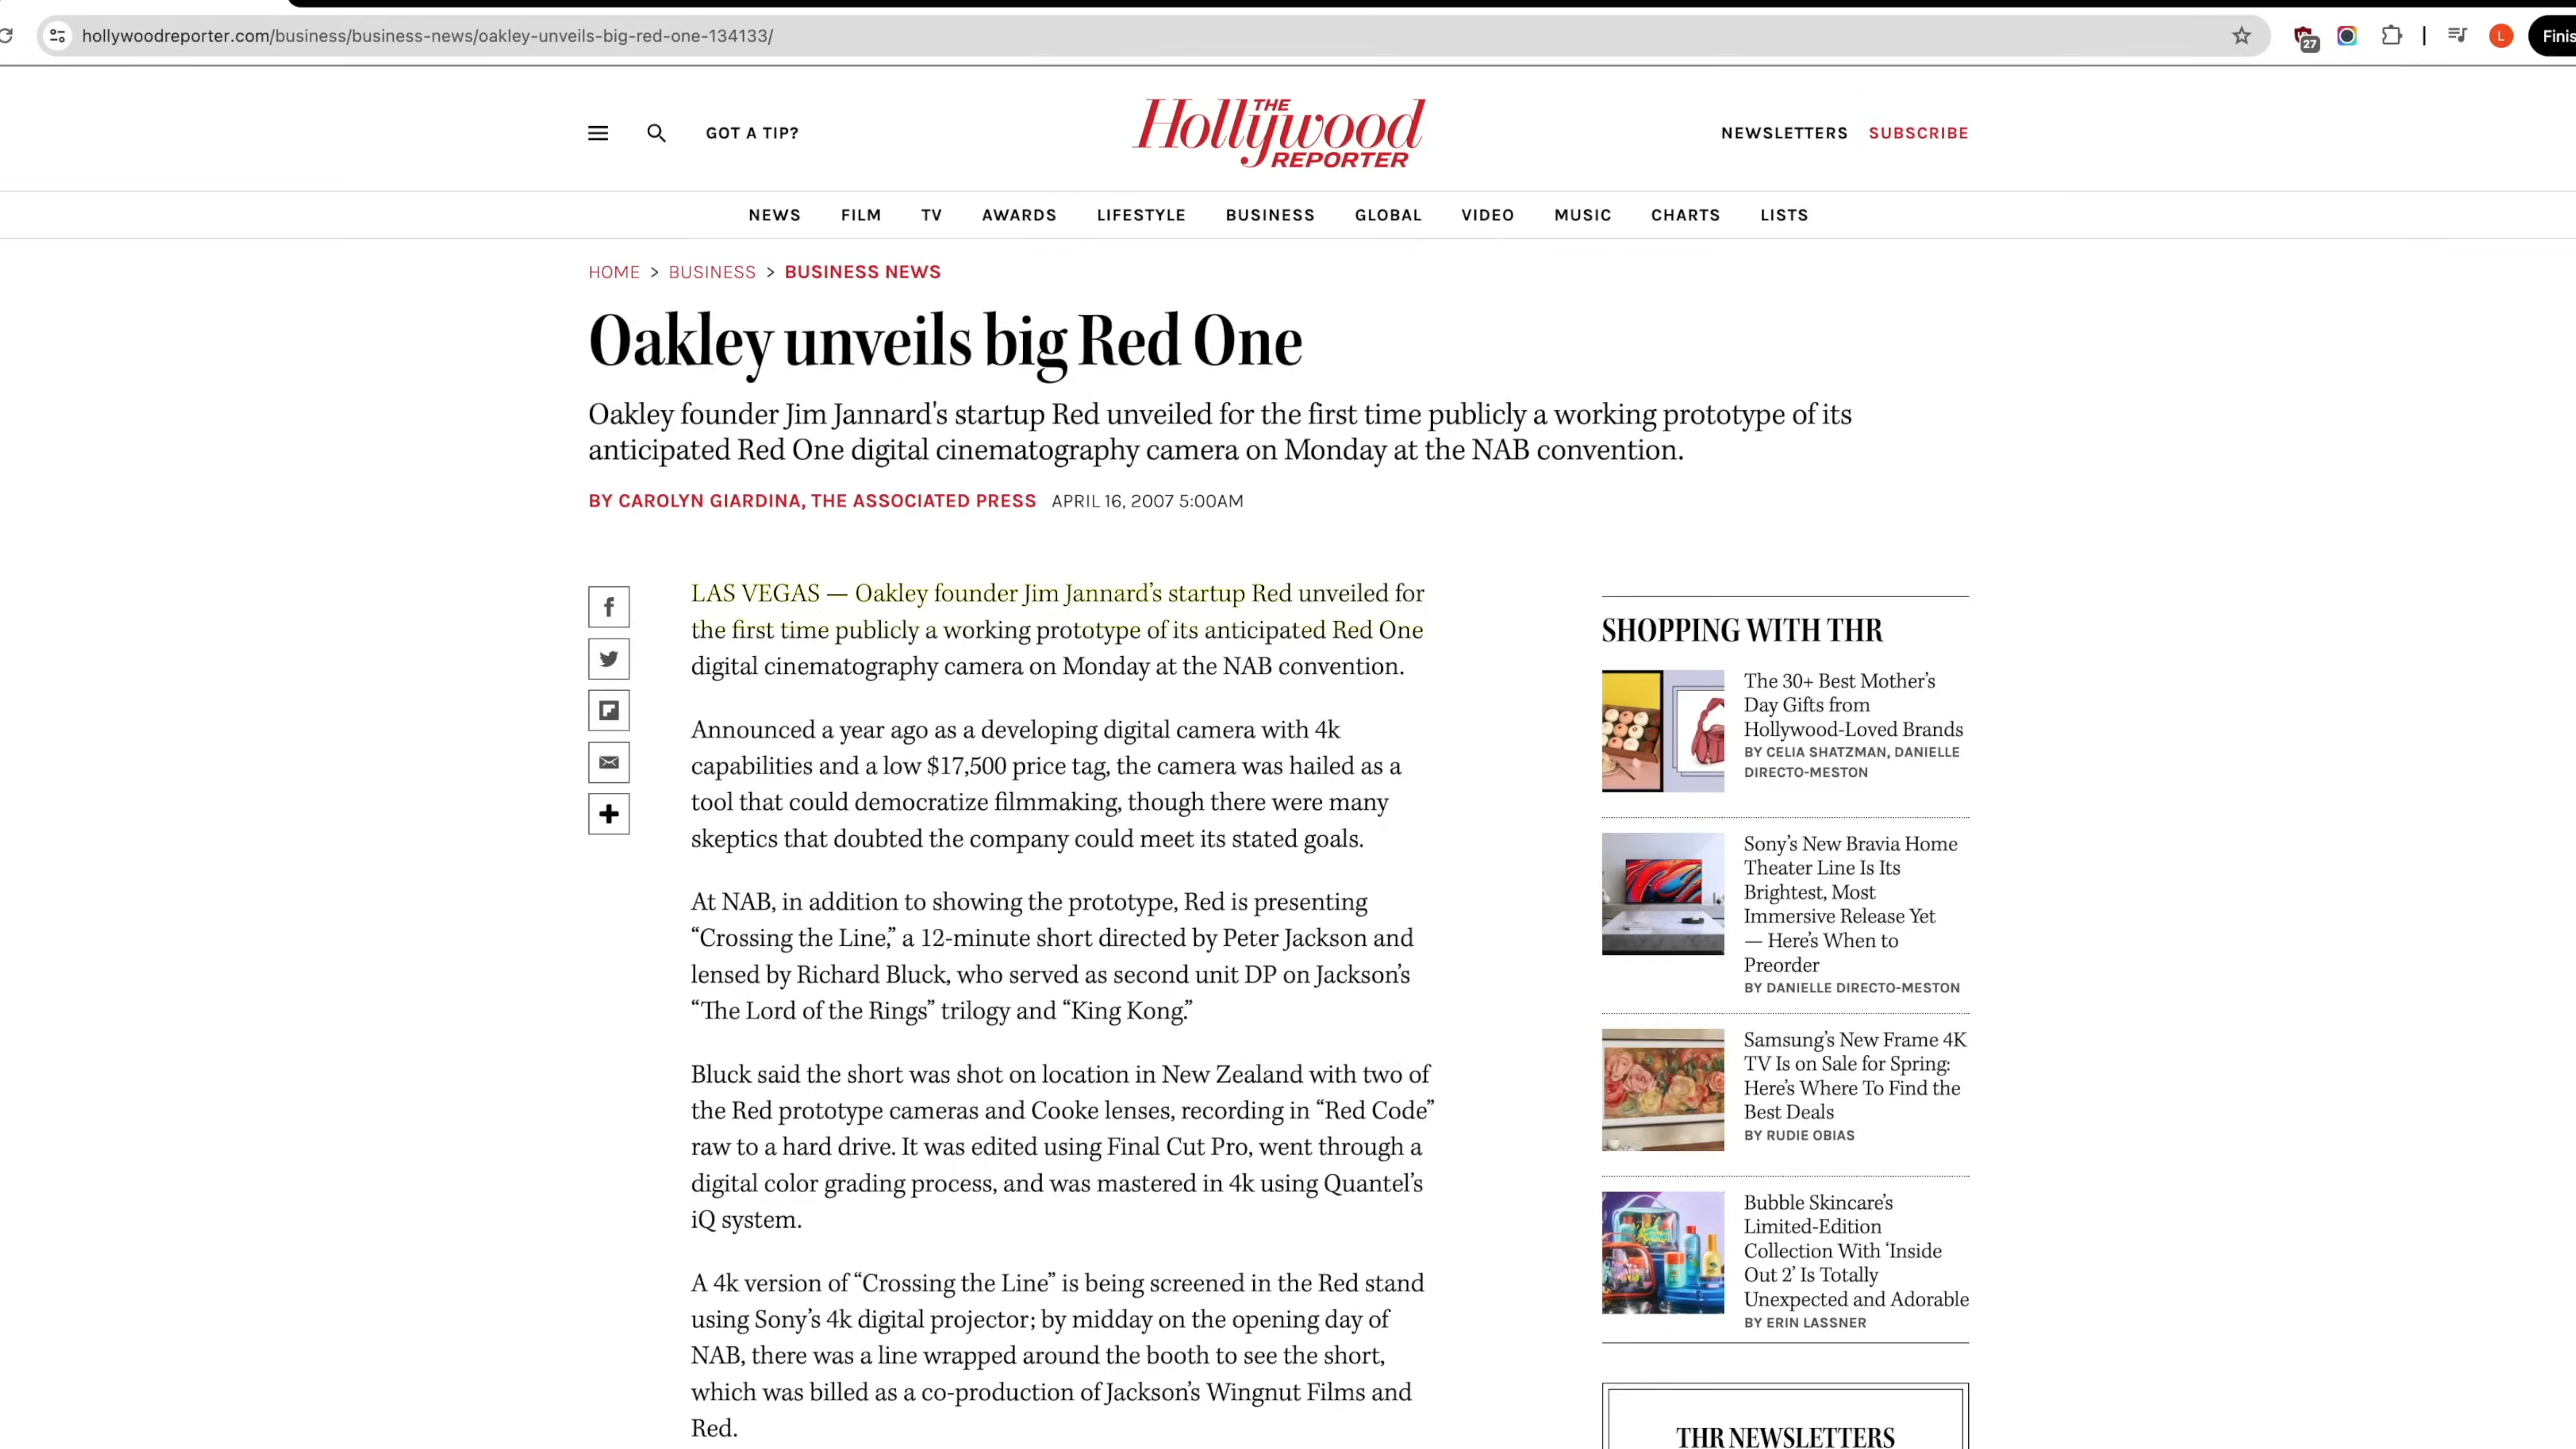 hollywoodreporter.com/business/business-news/oakley-unveils-big-red-one-134133/
27
L
Finis
GOT A TIP?
THE
Hollywood
REPORTER
NEWSLETTERS SUBSCRIBE
NEWS FILM TV AWARDS LIFESTYLE BUSINESS GLOBAL VIDEO MUSIC CHARTS LISTS
HOME > BUSINESS > BUSINESS NEWS
Oakley unveils big Red One
Oakley founder Jim Jannard's startup Red unveiled for the first time publicly a working prototype of its
anticipated Red One digital cinematography camera on Monday at the NAB convention.
BY CAROLYN GIARDINA, THE ASSOCIATED PRESS APRIL 16, 2007 5:00AM
LAS VEGAS — Oakley founder Jim Jannard’s startup Red unveiled for
the first time publicly a working prototype of its anticipated Red One
digital cinematography camera on Monday at the NAB convention.
Announced a year ago as a developing digital camera with 4k
capabilities and a low $17,500 price tag, the camera was hailed as a
tool that could democratize filmmaking, though there were many
skeptics that doubted the company could meet its stated goals.
At NAB, in addition to showing the prototype, Red is presenting
“Crossing the Line,” a 12-minute short directed by Peter Jackson and
lensed by Richard Bluck, who served as second unit DP on Jackson’s
“The Lord of the Rings” trilogy and “King Kong.”
Bluck said the short was shot on location in New Zealand with two of
the Red prototype cameras and Cooke lenses, recording in “Red Code”
raw to a hard drive. It was edited using Final Cut Pro, went through a
digital color grading process, and was mastered in 4k using Quantel’s
iQ system.
A 4k version of “Crossing the Line” is being screened in the Red stand
using Sony’s 4k digital projector; by midday on the opening day of
NAB, there was a line wrapped around the booth to see the short,
which was billed as a co-production of Jackson’s Wingnut Films and
Red.
SHOPPING WITH THR
The 30+ Best Mother’s
Day Gifts from
Hollywood-Loved Brands
BY CELIA SHATZMAN, DANIELLE
DIRECTO-MESTON
Sony’s New Bravia Home
Theater Line Is Its
Brightest, Most
Immersive Release Yet
— Here’s When to
Preorder
BY DANIELLE DIRECTO-MESTON
Samsung’s New Frame 4K
TV Is on Sale for Spring:
Here’s Where To Find the
Best Deals
BY RUDIE OBIAS
Bubble Skincare’s
Limited-Edition
Collection With ‘Inside
Out 2’ Is Totally
Unexpected and Adorable
BY ERIN LASSNER
THR NEWSLETTERS